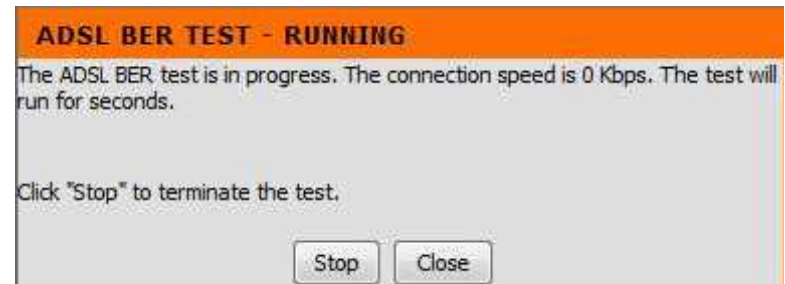 ADSL BER TEST - RUNNING
The ADSL BER test is in progress. The connection speed is 0 Kbps. The test will
run for seconds.
Click "Stop" to terminate the test.
Stop Close